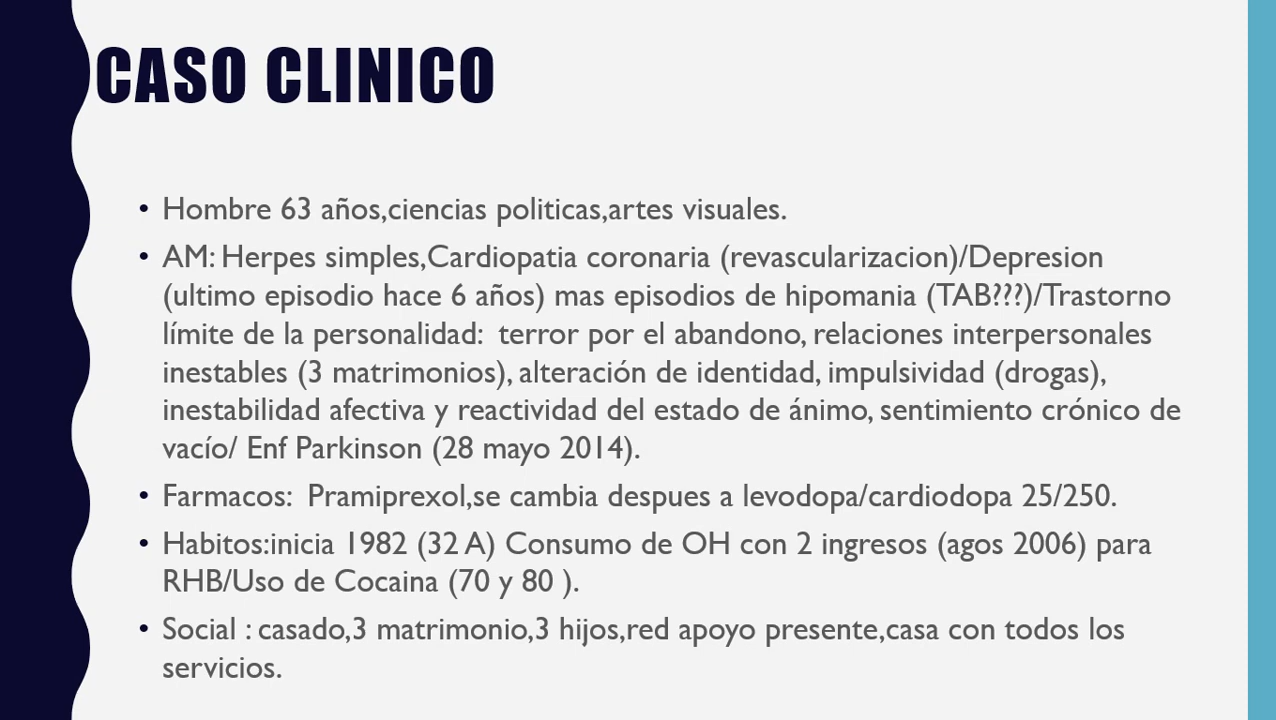 CASO CLINICO
• Hombre 63 años,ciencias politicas,artes visuales.
• AM: Herpes simples,Cardiopatia coronaria (revascularizacion)/Depresion
(ultimo episodio hace 6 años) mas episodios de hipomania (TAB???)/Trastorno
límite de la personalidad:  terror por el abandono, relaciones interpersonales
inestables (3 matrimonios), alteración de identidad, impulsividad (drogas),
inestabilidad afectiva y reactividad del estado de ánimo, sentimiento crónico de
vacío/ Enf Parkinson (28 mayo 2014).
• Farmacos:  Pramiprexol,se cambia despues a levodopa/cardiodopa 25/250.
• Habitos:inicia 1982 (32 A) Consumo de OH con 2 ingresos (agos 2006) para
RHB/Uso de Cocaina (70 y 80 ).
• Social : casado,3 matrimonio,3 hijos,red apoyo presente,casa con todos los
servicios.